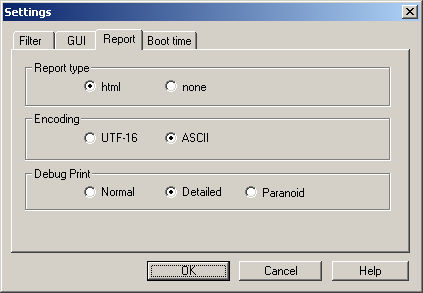 Settings
Filter GUI Report Boot time
Report type
html none
Encoding
UTF-16 ASCII
Debug Print
Normal Detailed Paranoid
OK Cancel Help